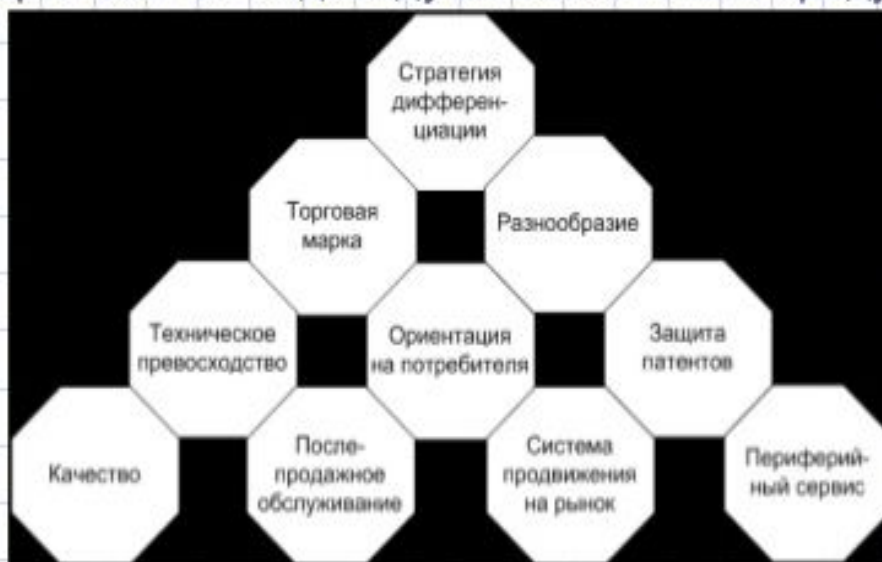 Стратегия
дифферен-
циации
Торговая
марка
Разнообразие
Техническое
превосходство
Ориентация
на потребителя
Защита
патентов
Качество
После-
продажное
обслуживание
Система
продвижения
на рынок
Периферий-
ный сервис